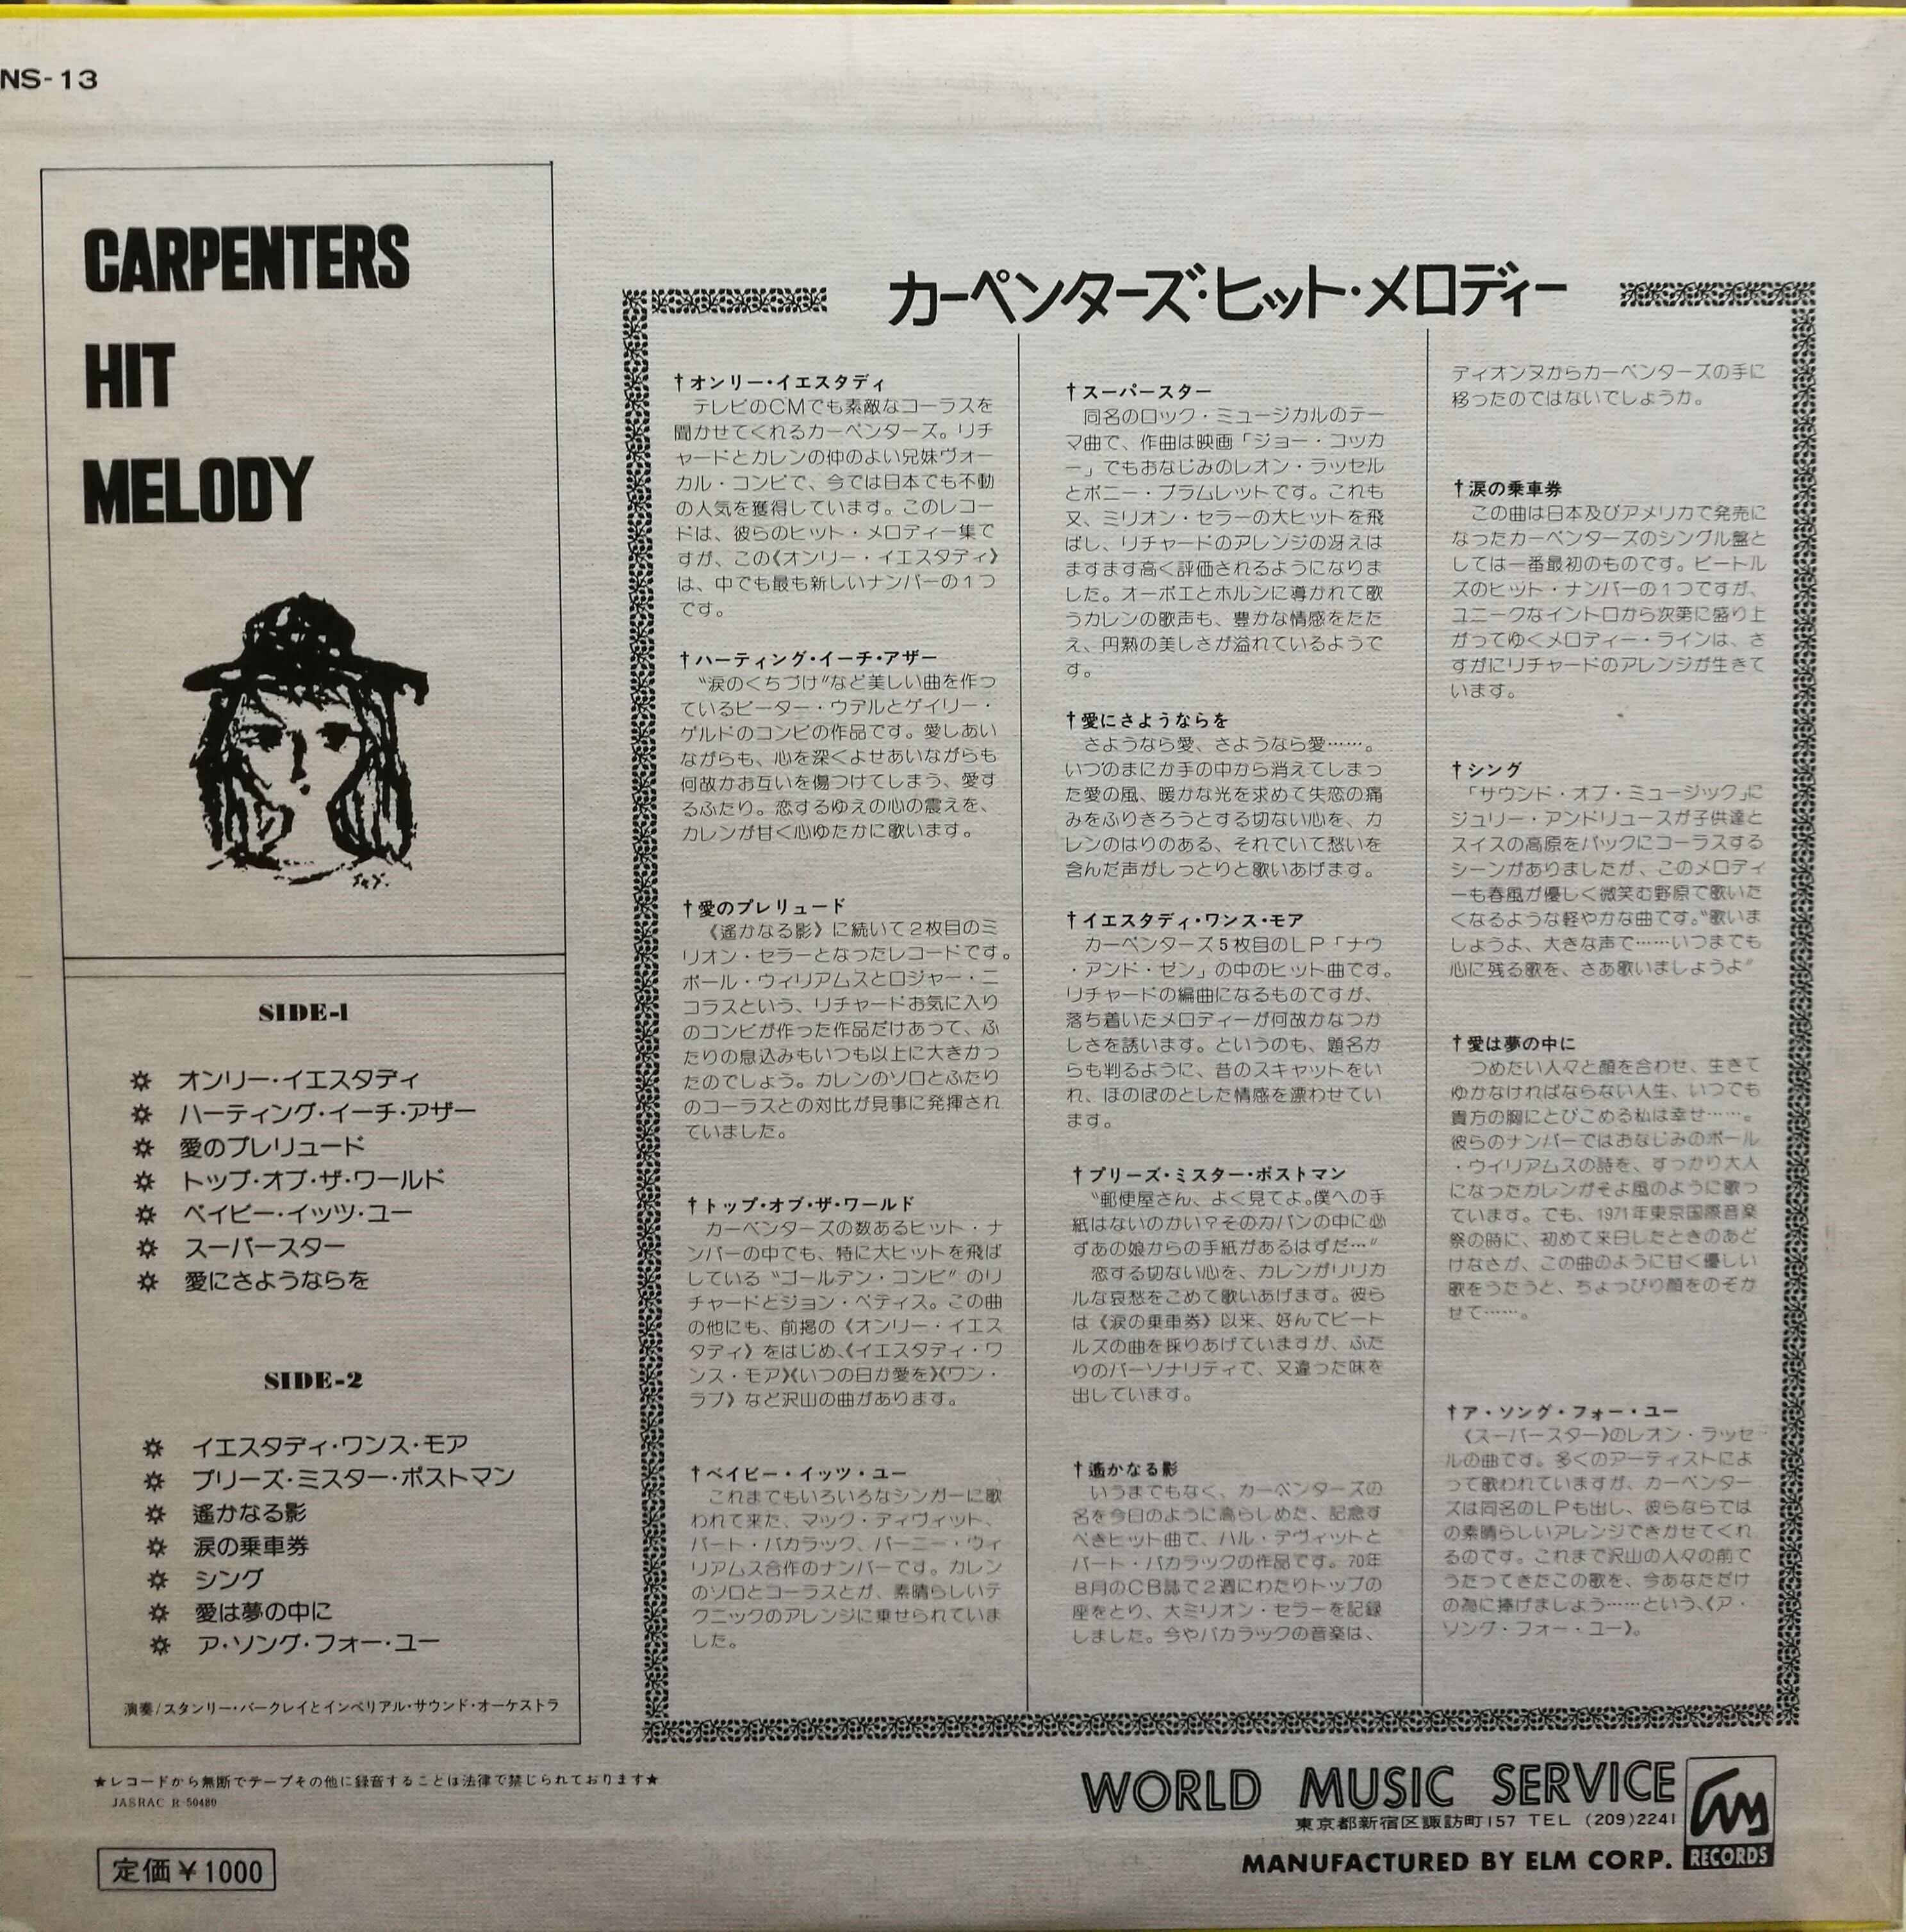 NS-13
CARPENTERS
HIT
MELODY
SIDE-1
オンリー・イエスタディ
ハーティング・イーチ・アザー
愛のプレリュード
トップ・オブ・ザ・ワールド
ベイビー・イッツ・ユー
スーパースター
愛にさようならを
SIDE-2
イエスタディ・ワンス・モア
プリーズ・ミスター・ポストマン
遙かなる影
涙の乗車券
シング
愛は夢の中に
ア・ソング・フォー・ユー
演奏/スタンリー・バークレイとインペリアル・サウンド・オーケストラ
★レコードから無断でテープその他に録音することは法律で禁じられております★
JASRAC R-50480
定価￥1000
カーペンターズ・ヒット・メロディー
†オンリー・イエスタディ
テレビのCMでも素敵なコーラスを
聞かせてくれるカーペンターズ。リチ
ャードとカレンの仲のよい兄妹ヴォー
カル・コンビで、今では日本でも不動
の人気を獲得しています。このレコー
ドは、彼らのヒット・メロディー集で
すが、この《オンリー・イエスタディ》
は、中でも最も新しいナンバーの1つ
です。
†ハーティング・イーチ・アザー
〝涙のくちづけ〟など美しい曲を作っ
ているピーター・ウデルとゲイリー・
ゲルドのコンビの作品です。愛しあい
ながらも、心を深くよせあいながらも
何故かお互いを傷つけてしまう、愛す
るふたり。恋するゆえの心の震えを、
カレンが甘く心ゆたかに歌います。
†愛のプレリュード
《遙かなる影》に続いて2枚目のミ
リオン・セラーとなったレコードです。
ポール・ウィリアムスとロジャー・ニ
コラスという、リチャードお気に入り
のコンビが作った作品だけあって、ふ
たりの息込みもいつも以上に大きかっ
たのでしょう。カレンのソロとふたり
のコーラスとの対比が見事に発揮され
ていました。
†トップ・オブ・ザ・ワールド
カーペンターズの数あるヒット・ナ
ンバーの中でも、特に大ヒットを飛ば
している〝ゴールデン・コンビ〟のリ
チャードとジョン・ベティス。この曲
の他にも、前掲の《オンリー・イエス
タディ》をはじめ、《イエスタディ・ワ
ンス・モア》《いつの日か愛を》《ワン・
ラブ》など沢山の曲があります。
†ベイビー・イッツ・ユー
これまでもいろいろなシンガーに歌
われて来た、マック・ディヴィット、
バート・バカラック、バーニー・ウィ
リアムス合作のナンバーです。カレン
のソロとコーラスとが、素晴らしいテ
クニックのアレンジに乗せられていま
した。
†スーパースター
同名のロック・ミュージカルのテー
マ曲で、作曲は映画「ジョー・コッカ
ー」でもおなじみのレオン・ラッセル
とボニー・ブラムレットです。これも
又、ミリオン・セラーの大ヒットを飛
ばし、リチャードのアレンジの冴えは
ますます高く評価されるようになりま
した。オーボエとホルンに導かれて歌
うカレンの歌声も、豊かな情感をたた
え、円熟の美しさが溢れているようで
す。
†愛にさようならを
さようなら愛、さようなら愛……。
いつのまにか手の中から消えてしまっ
た愛の風、暖かな光を求めて失恋の痛
みをふりきろうとする切ない心を、カ
レンのはりのある、それでいて愁いを
含んだ声がしっとりと歌いあげます。
†イエスタディ・ワンス・モア
カーペンターズ5枚目のLP「ナウ
・アンド・ゼン」の中のヒット曲です。
リチャードの編曲になるものですが、
落ち着いたメロディーが何故かなつか
しさを誘います。というのも、題名か
らも判るように、昔のスキャットをい
れ、ほのぼのとした情感を漂わせてい
ます。
†プリーズ・ミスター・ポストマン
〝郵便屋さん、よく見てよ。僕への手
紙はないのかい?そのカバンの中に必
ずあの娘からの手紙があるはずだ…〟
恋する切ない心を、カレンがリリカ
ルな哀愁をこめて歌いあげます。彼ら
は《涙の乗車券》以来、好んでビート
ルズの曲を採りあげていますが、ふた
りのパーソナリティで、又違った味を
出しています。
†遙かなる影
いうまでもなく、カーペンターズの
名を今日のように高らしめた、記念す
べきヒット曲で、ハル・デヴィットと
バート・バカラックの作品です。70年
8月のCB誌で2週にわたりトップの
座をとり、大ミリオン・セラーを記録
しました。今やバカラックの音楽は、
ディオンヌからカーペンターズの手に
移ったのではないでしょうか。
†涙の乗車券
この曲は日本及びアメリカで発売に
なったカーペンターズのシングル盤と
しては一番最初のものです。ビートル
ズのヒット・ナンバーの1つですが、
ユニークなイントロから次第に盛り上
がってゆくメロディー・ラインは、さ
すがにリチャードのアレンジが生きて
います。
†シング
「サウンド・オブ・ミュージック」に
ジュリー・アンドリュースが子供達と
スイスの高原をバックにコーラスする
シーンがありましたが、このメロディ
ーも春風が優しく微笑む野原で歌いた
くなるような軽やかな曲です。〝歌いま
しょうよ、大きな声で……いつまでも
心に残る歌を、さあ歌いましょうよ〟
†愛は夢の中に
つめたい人々と顔を合わせ、生きて
ゆかなければならない人生、いつでも
貴方の胸にとびこめる私は幸せ……。
彼らのナンバーではおなじみのポール
・ウイリアムスの詩を、すっかり大人
になったカレンがそよ風のように歌っ
ています。でも、1971年東京国際音楽
祭の時に、初めて来日したときのあど
けなさが、この曲のように甘く優しい
歌をうたうと、ちょっぴり顔をのぞか
せて……。
†ア・ソング・フォー・ユー
《スーパースター》のレオン・ラッセ
ルの曲です。多くのアーティストによ
って歌われていますが、カーペンター
ズは同名のLPも出し、彼らならでは
の素晴らしいアレンジできかせてくれ
るのです。これまで沢山の人々の前で
うたってきたこの歌を、今あなただけ
の為に捧げましょう……という、《ア・
ソング・フォー・ユー》。
WORLD MUSIC SERVICE
東京都新宿区諏訪町157 TEL (209)2241
MANUFACTURED BY ELM CORP.
RECORDS